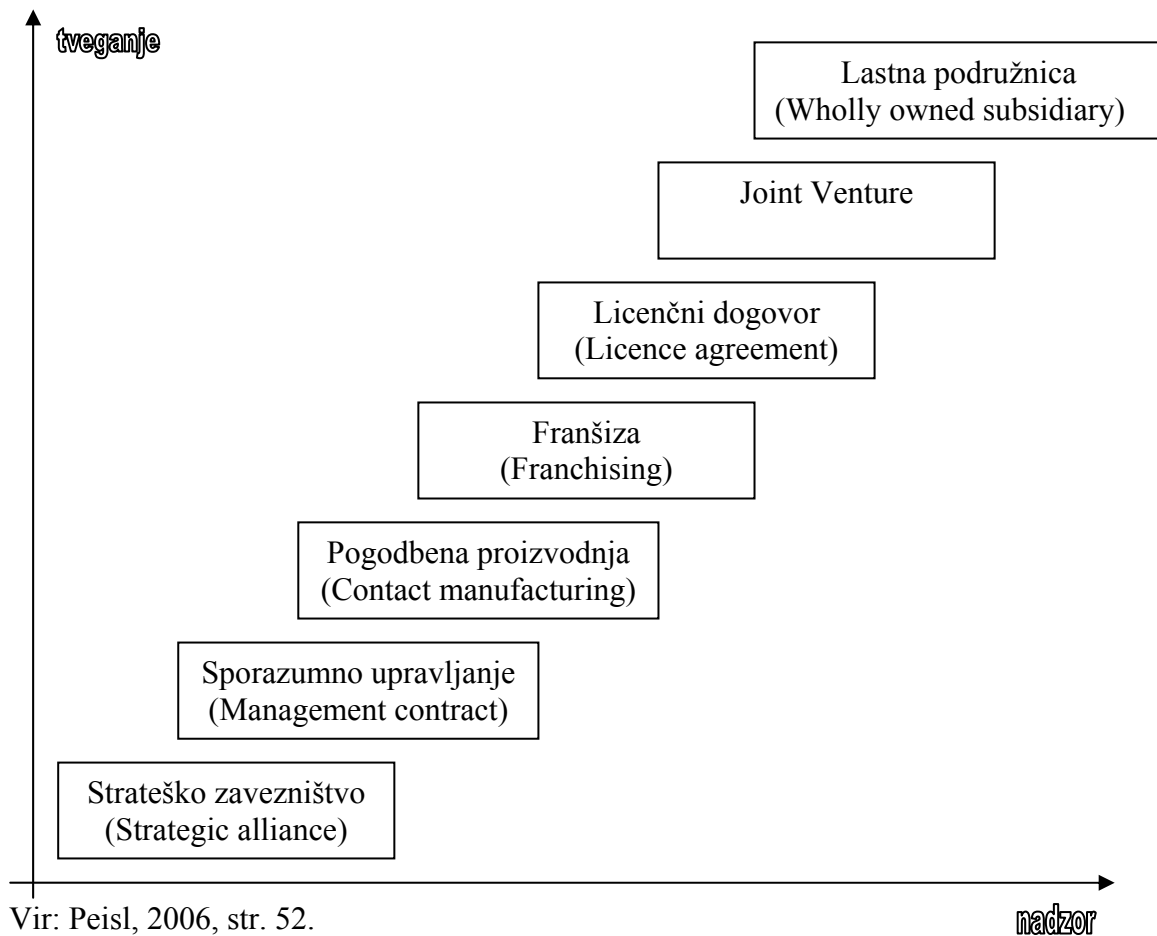 tveganje
Lastna podružnica
(Wholly owned subsidiary)
Joint Venture
Licenčni dogovor
(Licence agreement)
Franšiza
(Franchising)
Pogodbena proizvodnja
(Contact manufacturing)
Sporazumno upravljanje
(Management contract)
Strateško zavezništvo
(Strategic alliance)
Vir: Peisl, 2006, str. 52.
nadzor